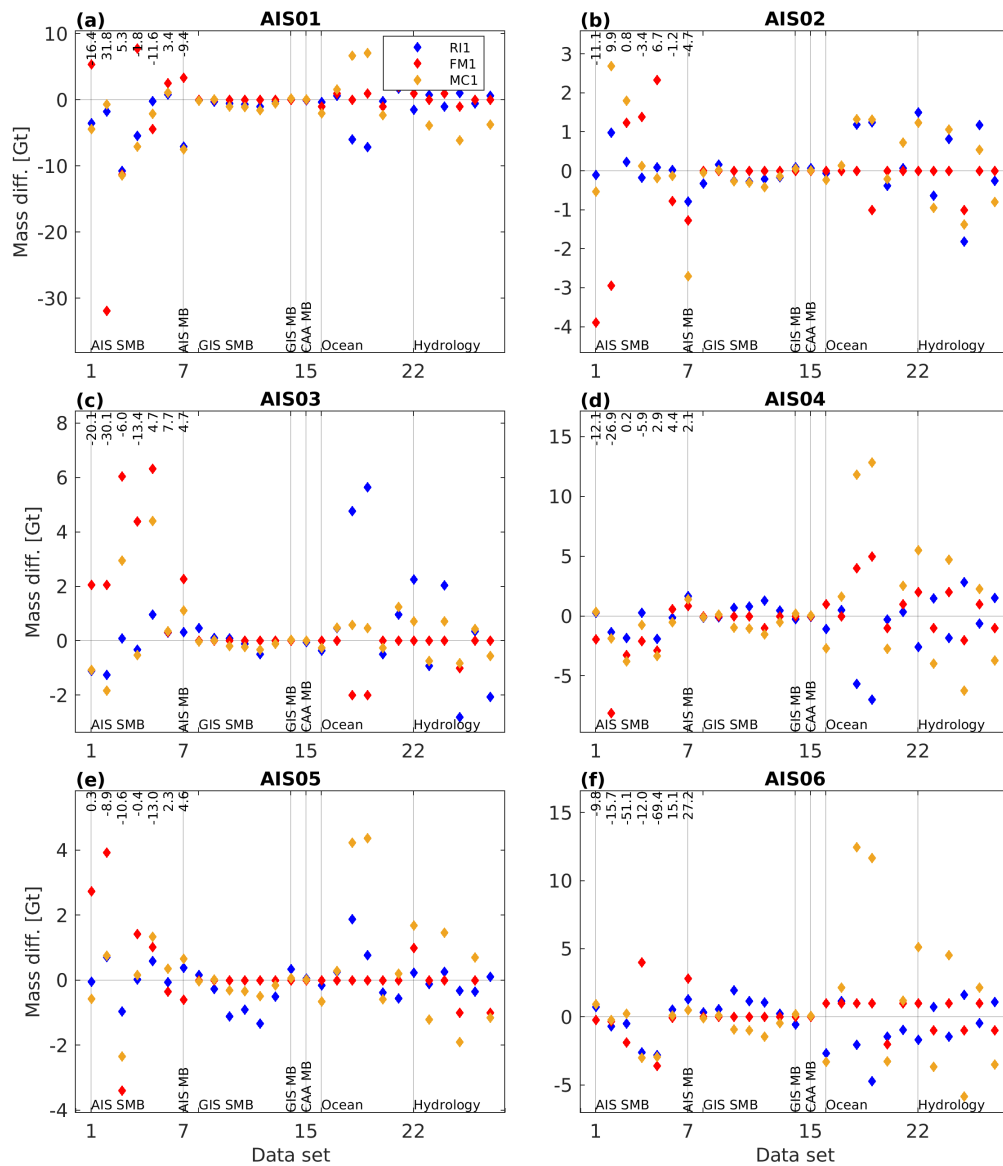 (a) AIS01
16.4
31.8
5.3
-1.8
-11.6
3.4
-9.4
RI1
FM1
MC1
10
0
-10
-20
-30
Mass diff. [Gt]
AIS SMB
AIS MB
GIS SMB
GIS MB
CAA MB
Ocean
Hydrology
1 7 15 22
(b) AIS02
-11.1
9.9
0.8
-3.4
6.7
-1.2
-4.7
3
2
1
0
-1
-2
-3
-4
AIS SMB
AIS MB
GIS SMB
GIS MB
CAA MB
Ocean
Hydrology
1 7 15 22
(c) AIS03
-20.1
-30.1
-6.0
-13.4
4.7
7.7
4.7
8
6
4
2
0
-2
Mass diff. [Gt]
AIS SMB
AIS MB
GIS SMB
GIS MB
CAA MB
Ocean
Hydrology
1 7 15 22
(d) AIS04
-12.1
-26.9
0.2
-5.9
2.9
4.4
2.1
15
10
5
0
-5
AIS SMB
AIS MB
GIS SMB
GIS MB
CAA MB
Ocean
Hydrology
1 7 15 22
(e) AIS05
0.3
-8.9
-10.6
-0.4
-13.0
2.3
4.6
4
2
0
-2
-4
Mass diff. [Gt]
AIS SMB
AIS MB
GIS SMB
GIS MB
CAA MB
Ocean
Hydrology
1 7 15 22
Data set
(f) AIS06
-9.8
-15.7
-51.1
-12.0
-69.4
15.1
27.2
15
10
5
0
-5
AIS SMB
AIS MB
GIS SMB
GIS MB
CAA MB
Ocean
Hydrology
1 7 15 22
Data set